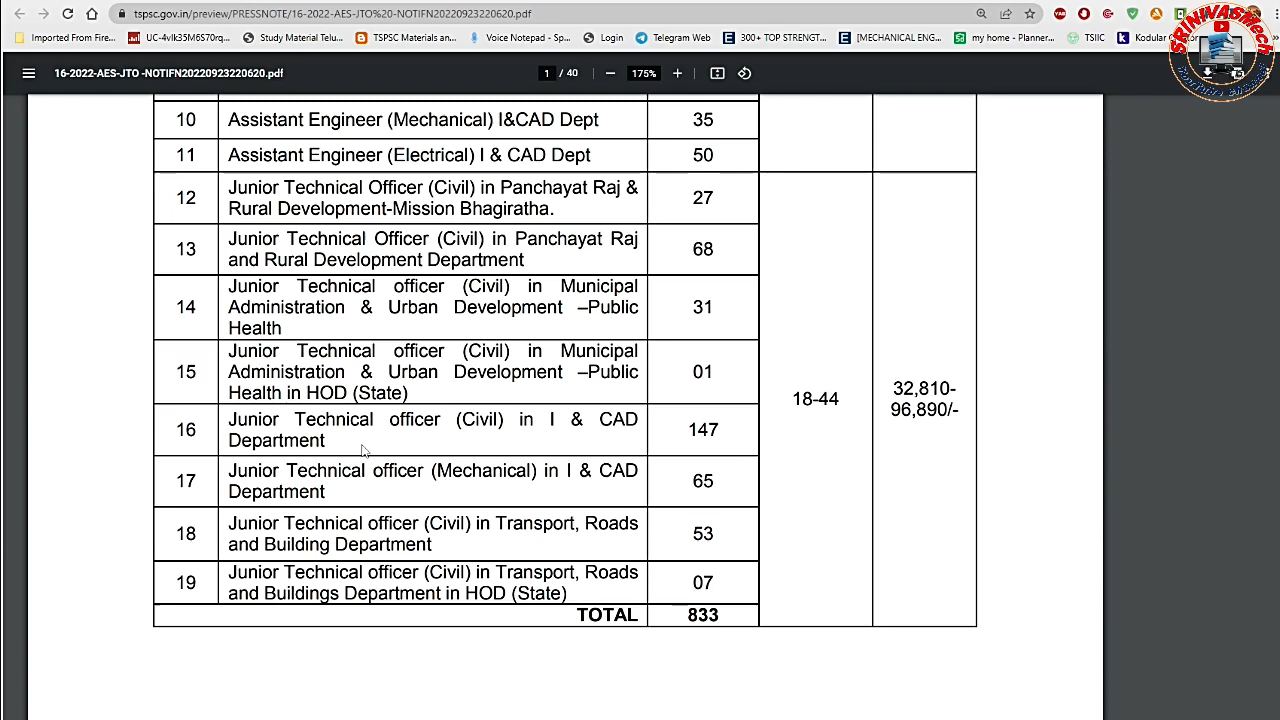 tspsc.gov.in/preview/PRESSNOTE/16-2022-AES-JTO%20-NOTIFN20220923220620.pdf
Imported From Fire...
UC-4vlk35M6S70rq...
Study Material Telu...
TSPSC Materials an...
Voice Notepad - Sp...
Login
Telegram Web
300+ TOP STRENGT...
[MECHANICAL ENG...
my home - Planner...
TSIIC
Kodular C
SRINIVASMech
YouTube Channel
16-2022-AES-JTO -NOTIFN20220923220620.pdf
1 / 40
175%
10 Assistant Engineer (Mechanical) I&CAD Dept 35
11 Assistant Engineer (Electrical) I & CAD Dept 50
12 Junior Technical Officer (Civil) in Panchayat Raj &
Rural Development-Mission Bhagiratha. 27
13 Junior Technical Officer (Civil) in Panchayat Raj
and Rural Development Department 68
14 Junior Technical officer (Civil) in Municipal
Administration & Urban Development –Public
Health 31
15 Junior Technical officer (Civil) in Municipal
Administration & Urban Development –Public
Health in HOD (State) 01
16 Junior Technical officer (Civil) in I & CAD
Department 147
17 Junior Technical officer (Mechanical) in I & CAD
Department 65
18 Junior Technical officer (Civil) in Transport, Roads
and Building Department 53
19 Junior Technical officer (Civil) in Transport, Roads
and Buildings Department in HOD (State) 07
TOTAL 833
18-44
32,810-
96,890/-